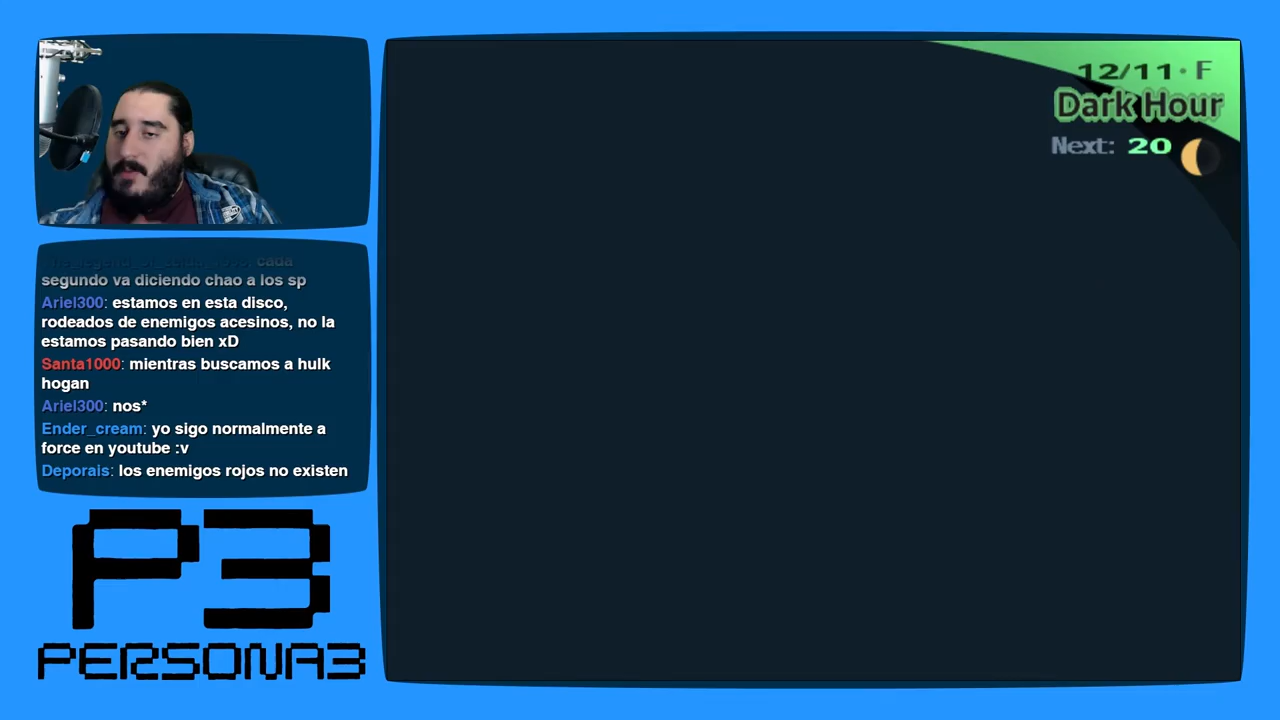 12/11·F
Dark Hour
Next: 20
cada
segundo va diciendo chao a los sp
Ariel300: estamos en esta disco,
rodeados de enemigos acesinos, no la
estamos pasando bien xD
Santa1000: mientras buscamos a hulk
hogan
Ariel300: nos*
Ender_cream: yo sigo normalmente a
force en youtube :v
Deporais: los enemigos rojos no existen
P3
PERSONA3